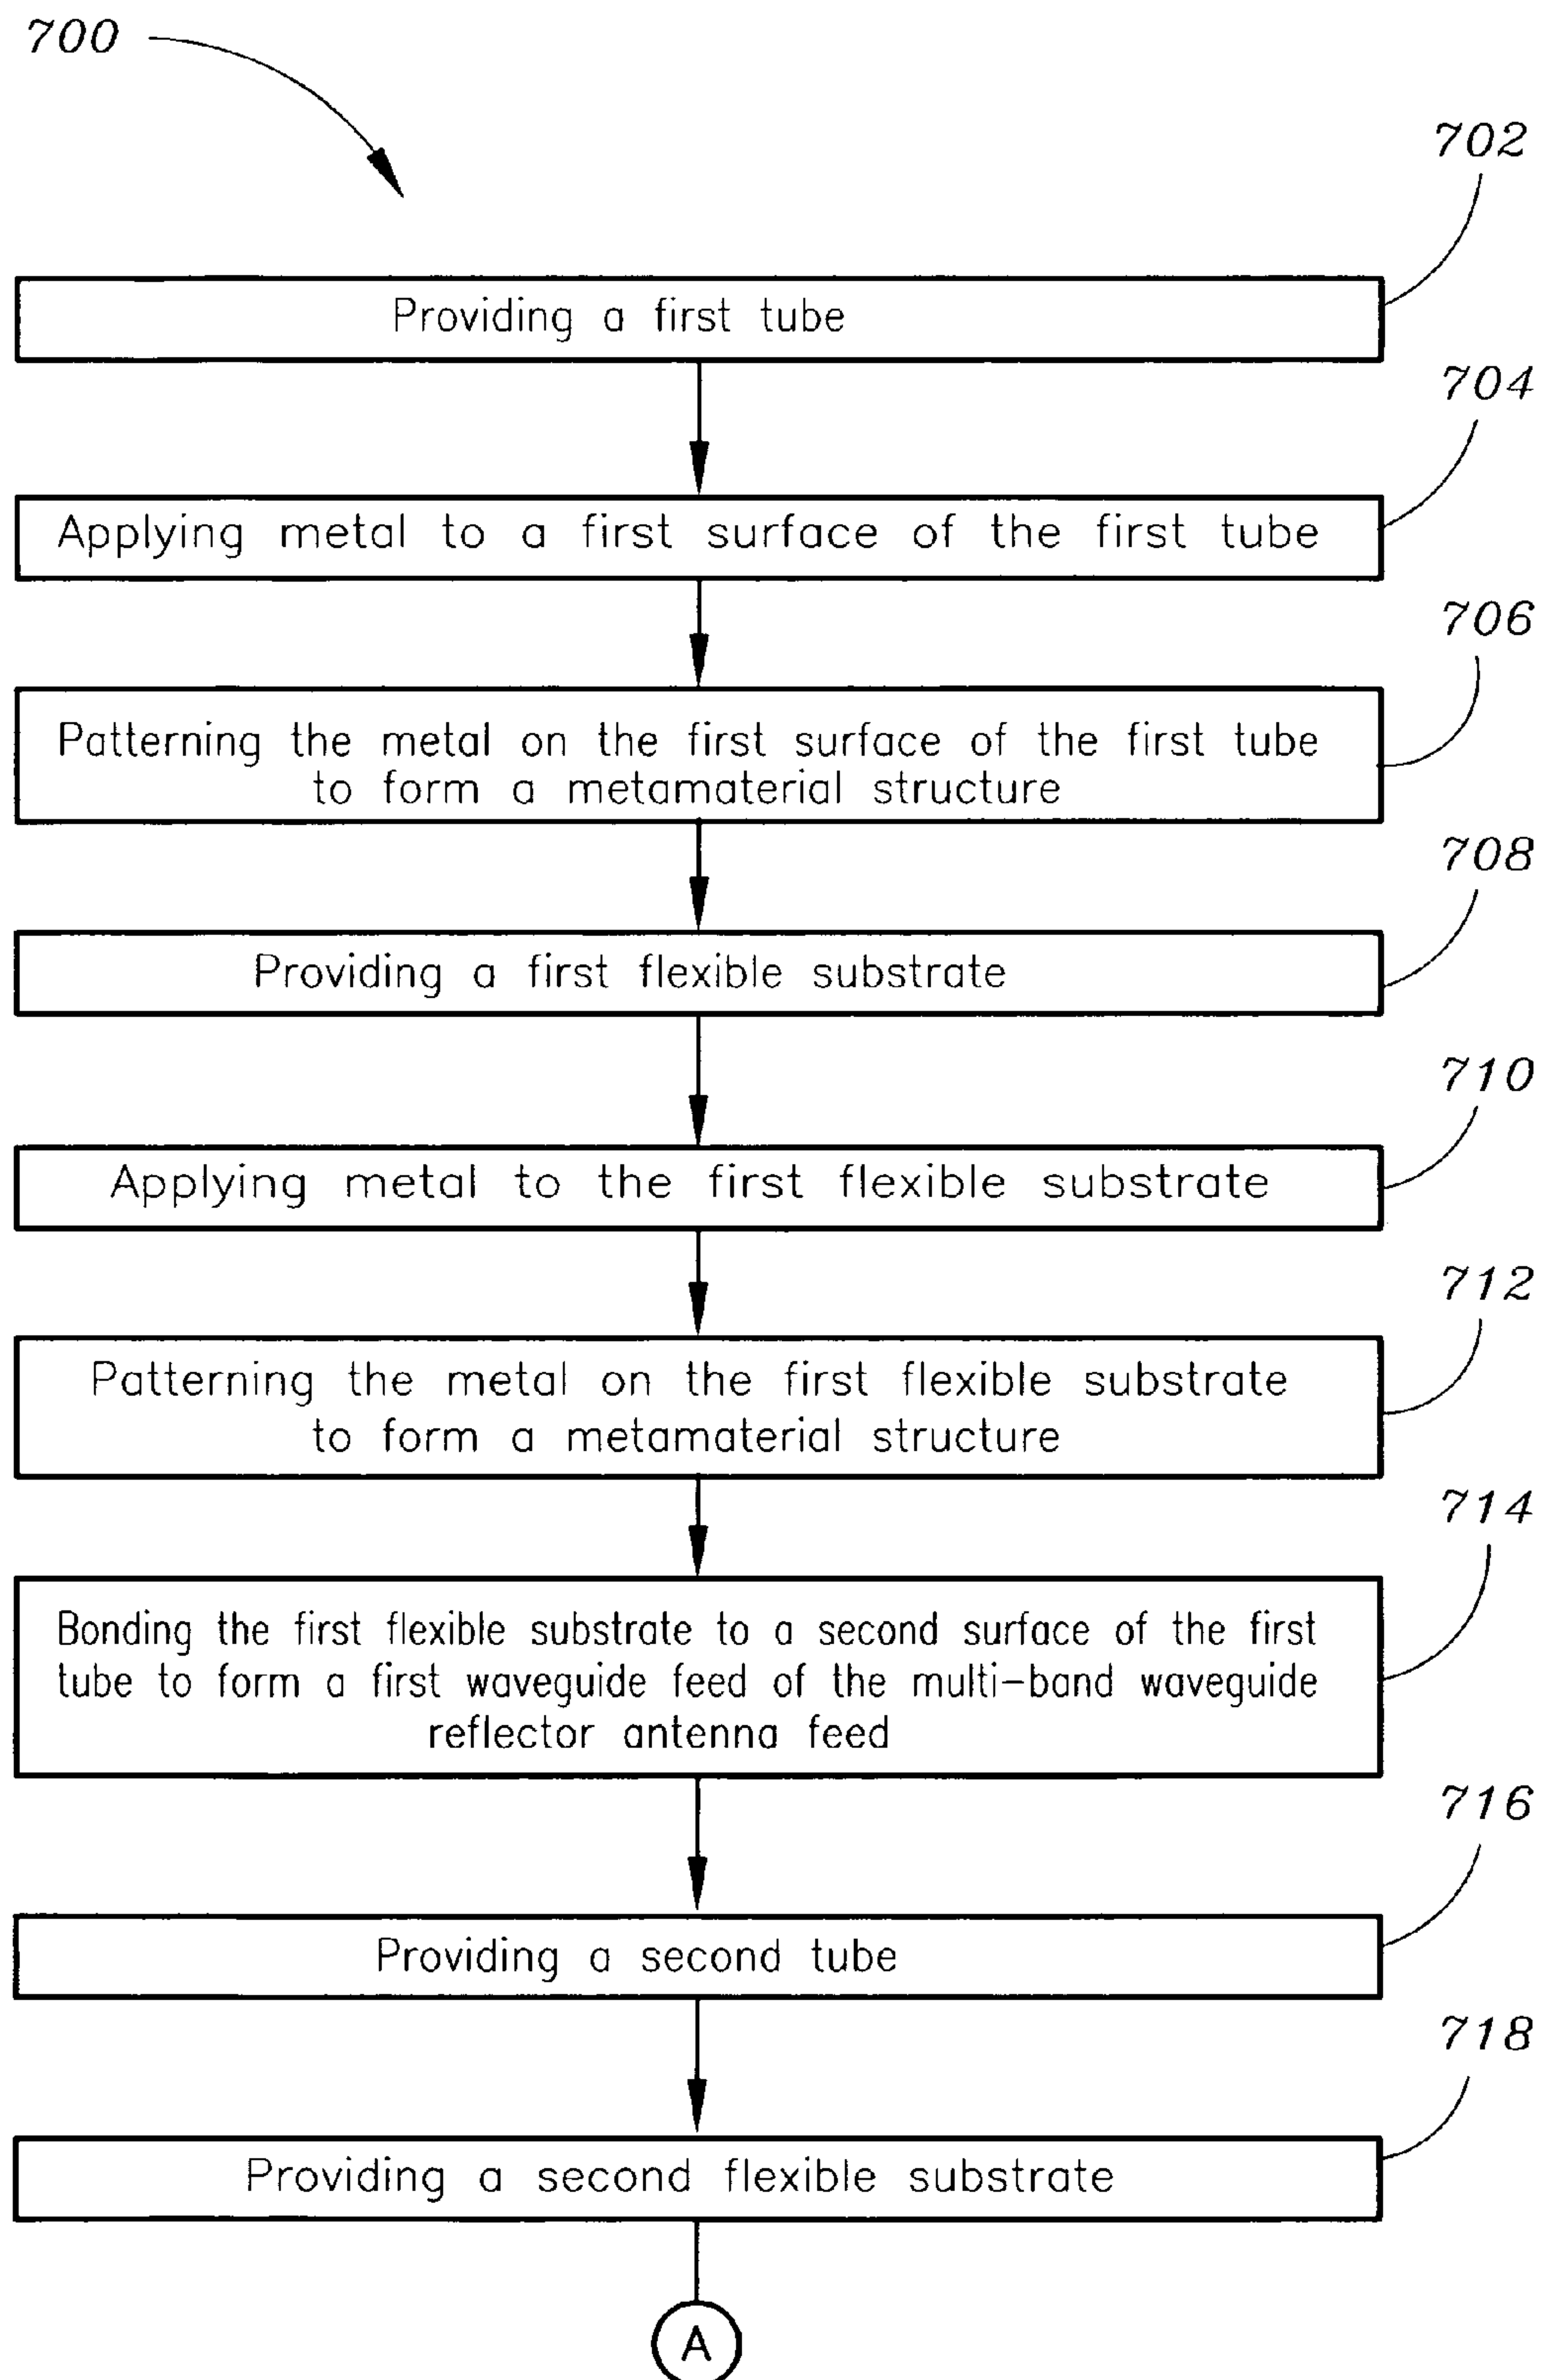 700
702
Providing a first tube
704
Applying metal to a first surface of the first tube
706
Patterning the metal on the first surface of the first tube
to form a metamaterial structure
708
Providing a first flexible substrate
710
Applying metal to the first flexible substrate
712
Patterning the metal on the first flexible substrate
to form a metamaterial structure
714
Bonding the first flexible substrate to a second surface of the first
tube to form a first waveguide feed of the multi-band waveguide
reflector antenna feed
716
Providing a second tube
718
Providing a second flexible substrate
A